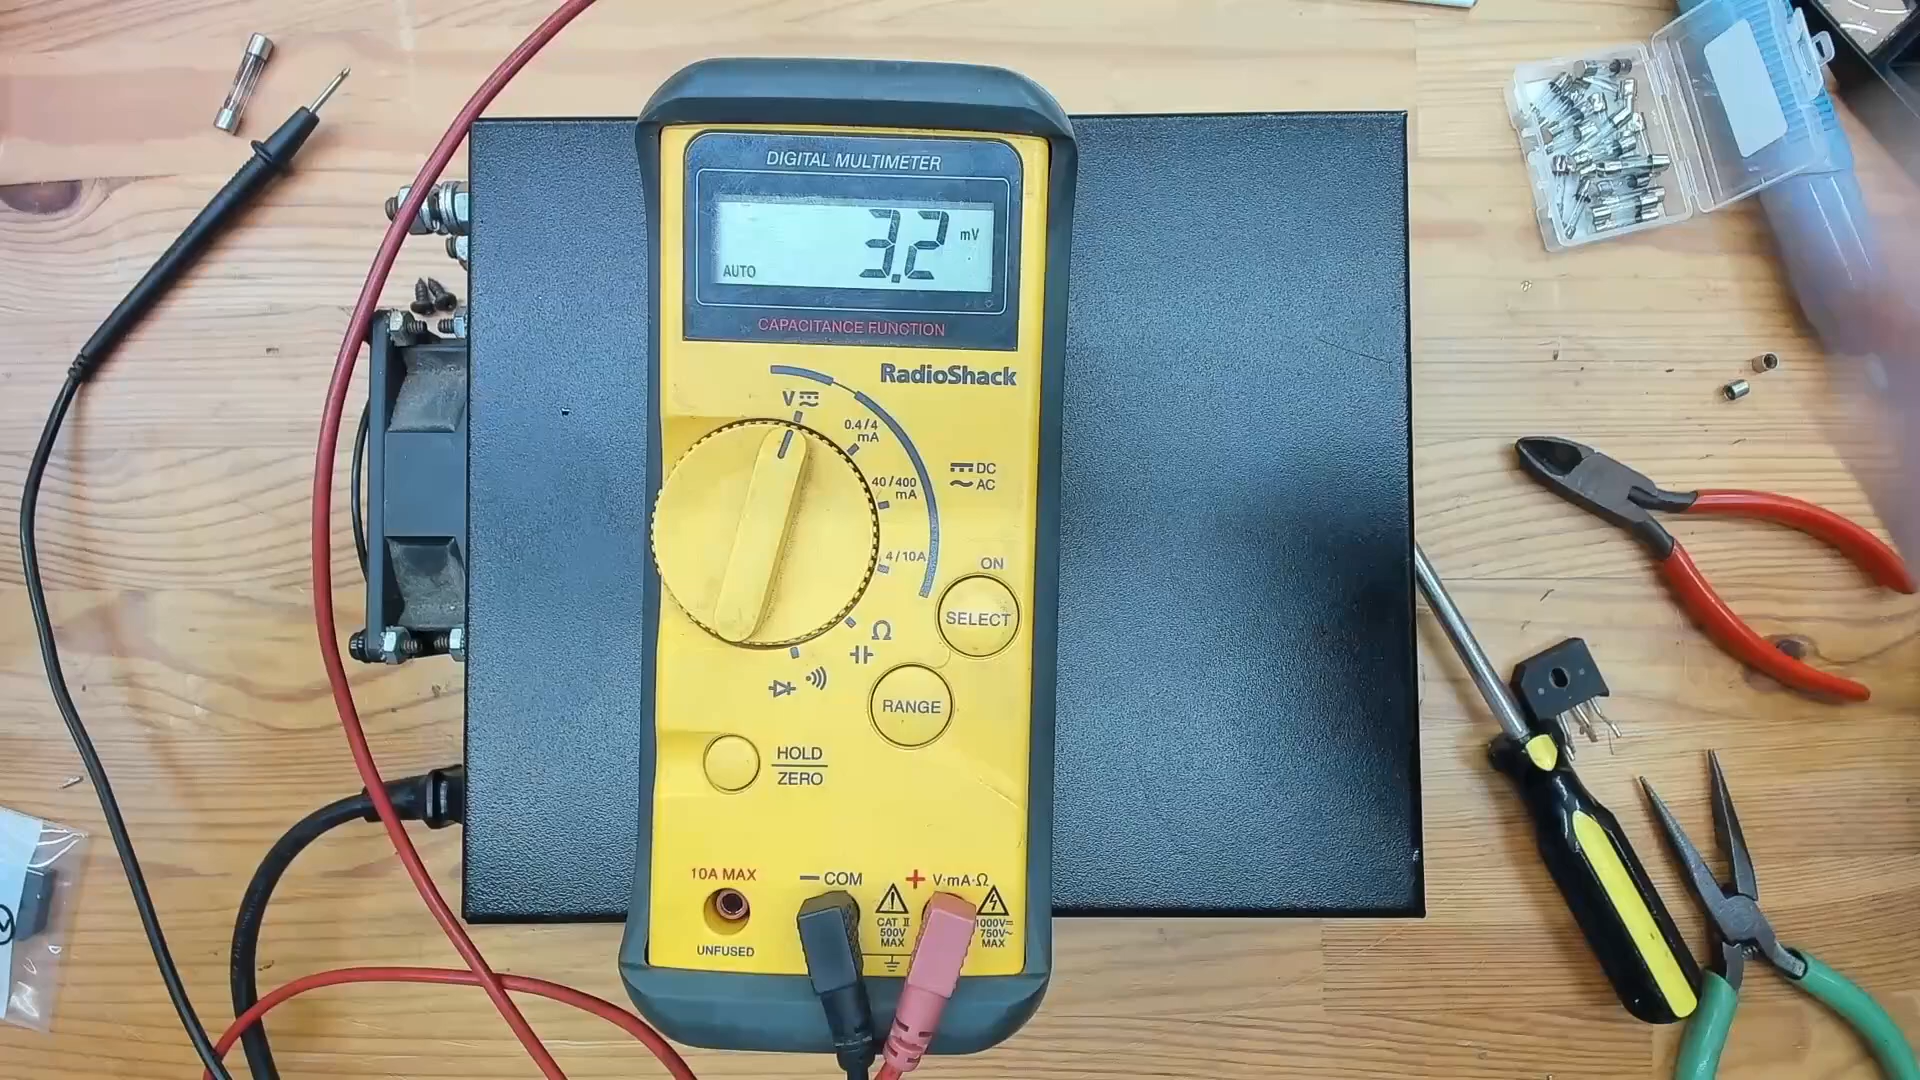 DIGITAL MULTIMETER
3.2 mV
AUTO
CAPACITANCE FUNCTION
RadioShack
V
0.4/4
mA
40/400
mA
DC
AC
4/10A
ON
SELECT
Ω
RANGE
HOLD
ZERO
10A MAX
− COM
+ V·mA·Ω
CAT II
500V
MAX
1000V
750V~
MAX
UNFUSED